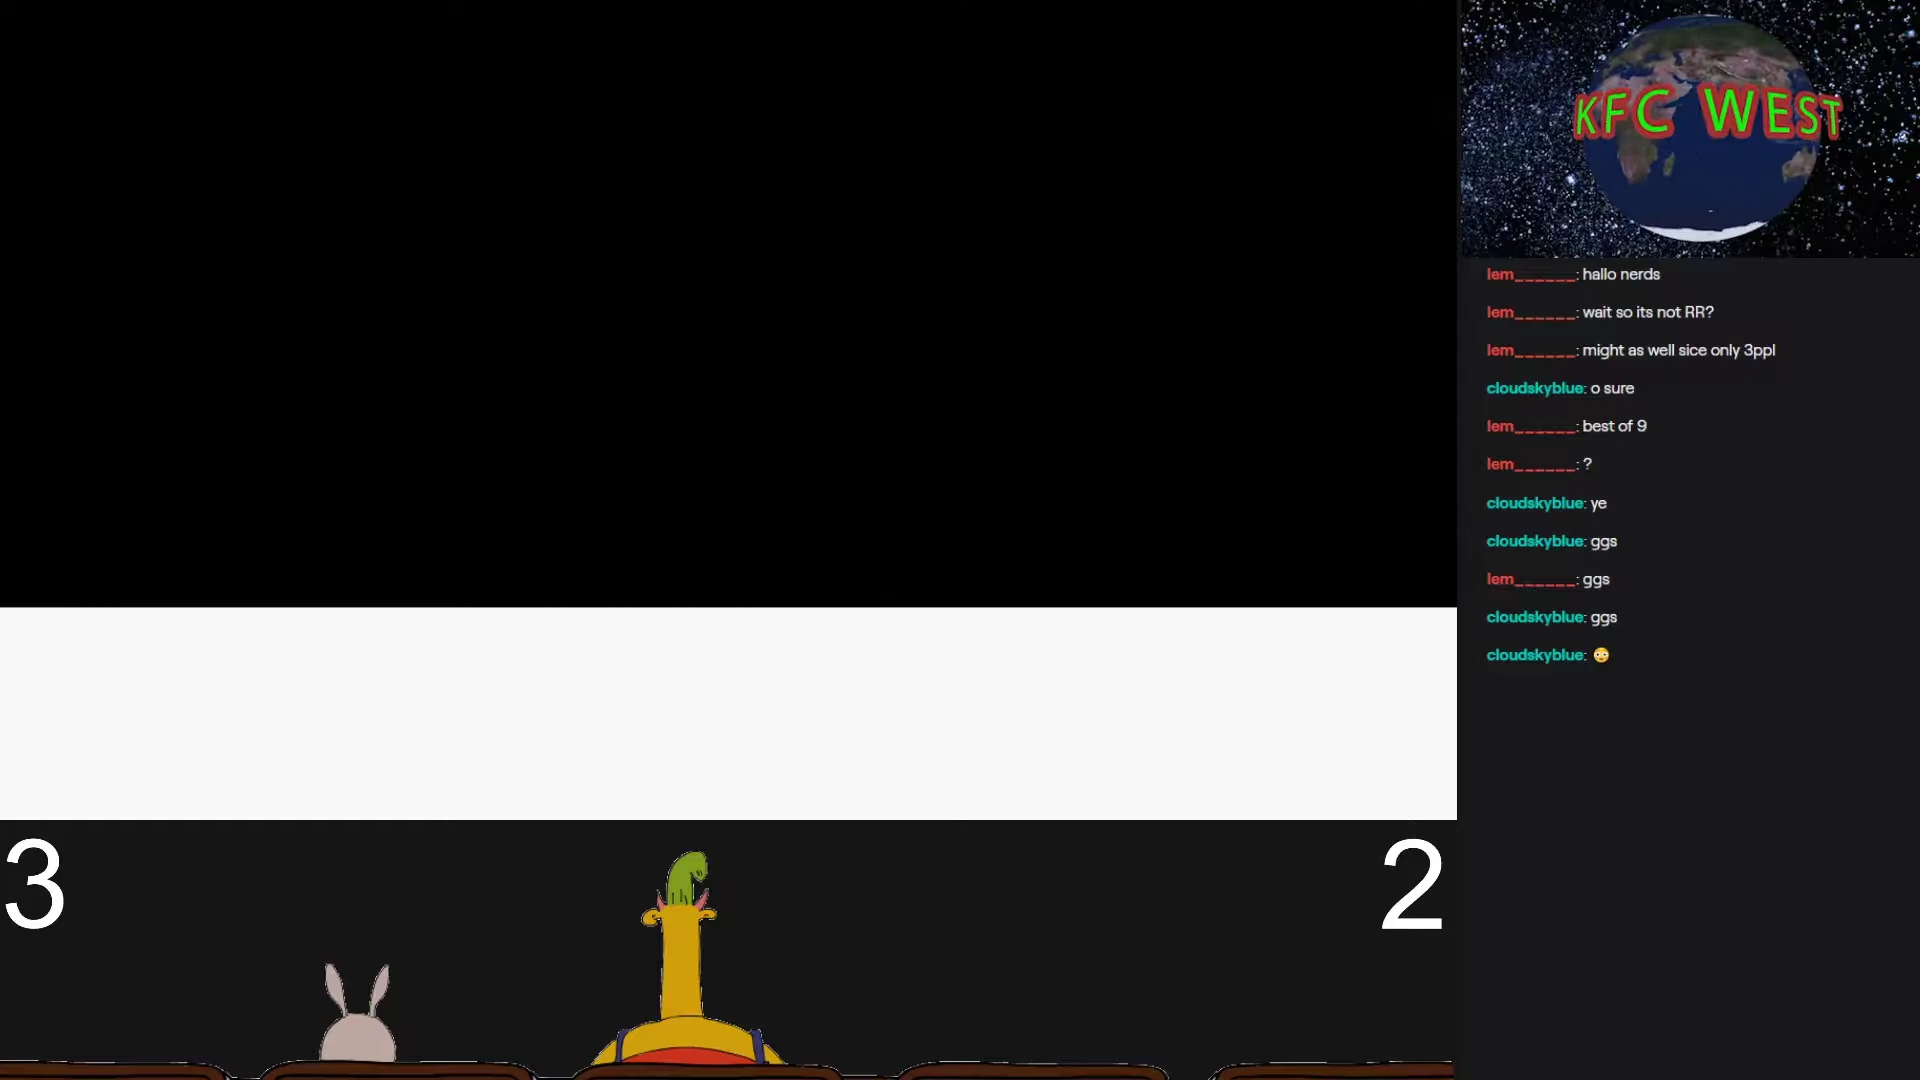 KFC WEST
lem______: hallo nerds
lem______: wait so its not RR?
lem______: might as well sice only 3ppl
cloudskyblue: o sure
lem______: best of 9
lem______: ?
cloudskyblue: ye
cloudskyblue: ggs
lem______: ggs
cloudskyblue: ggs
cloudskyblue: 😳
3
2